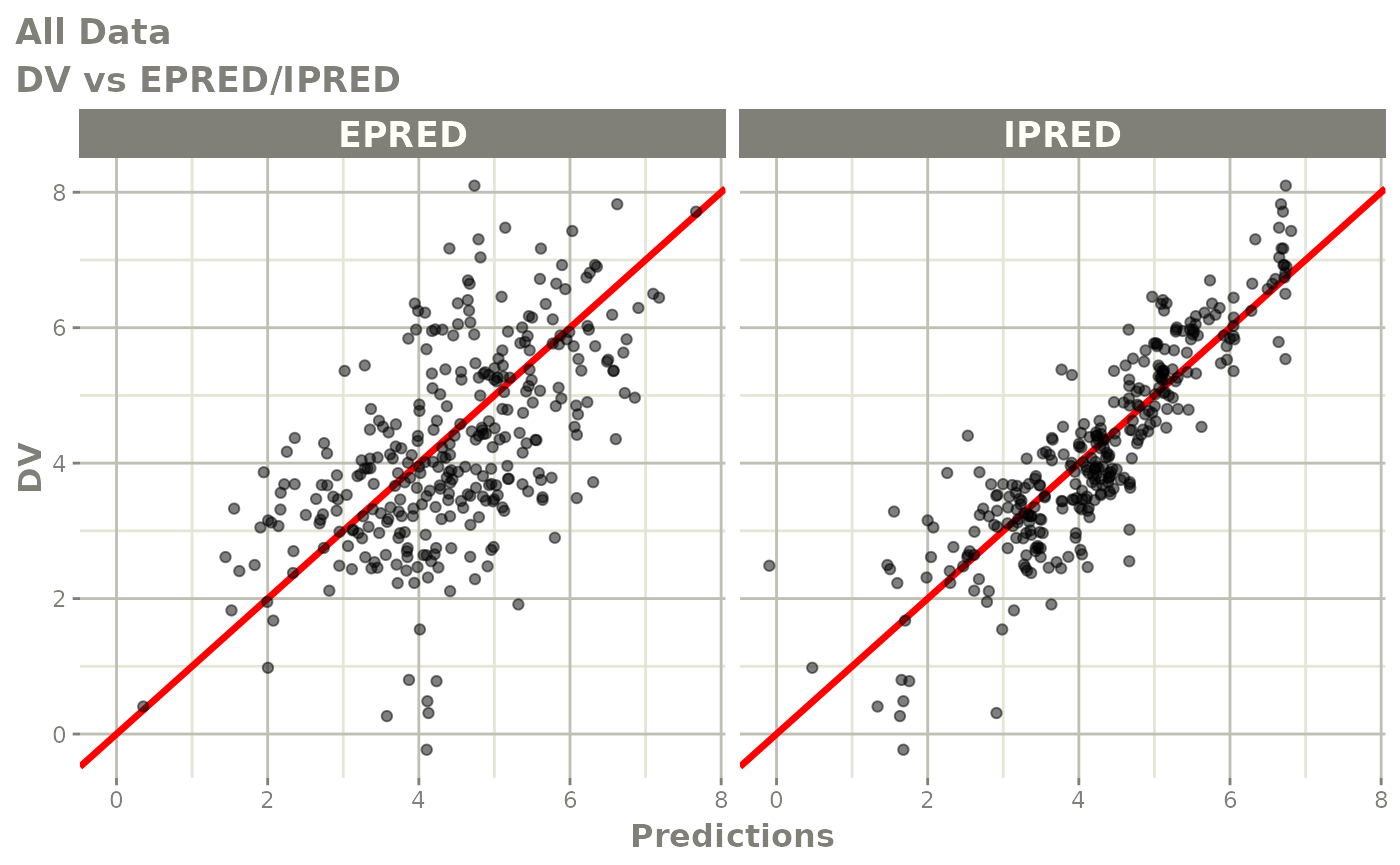 All Data
DV vs EPRED/IPRED
EPRED IPRED
8
6
4
2
0
DV
0 2 4 6 8 0 2 4 6 8
Predictions